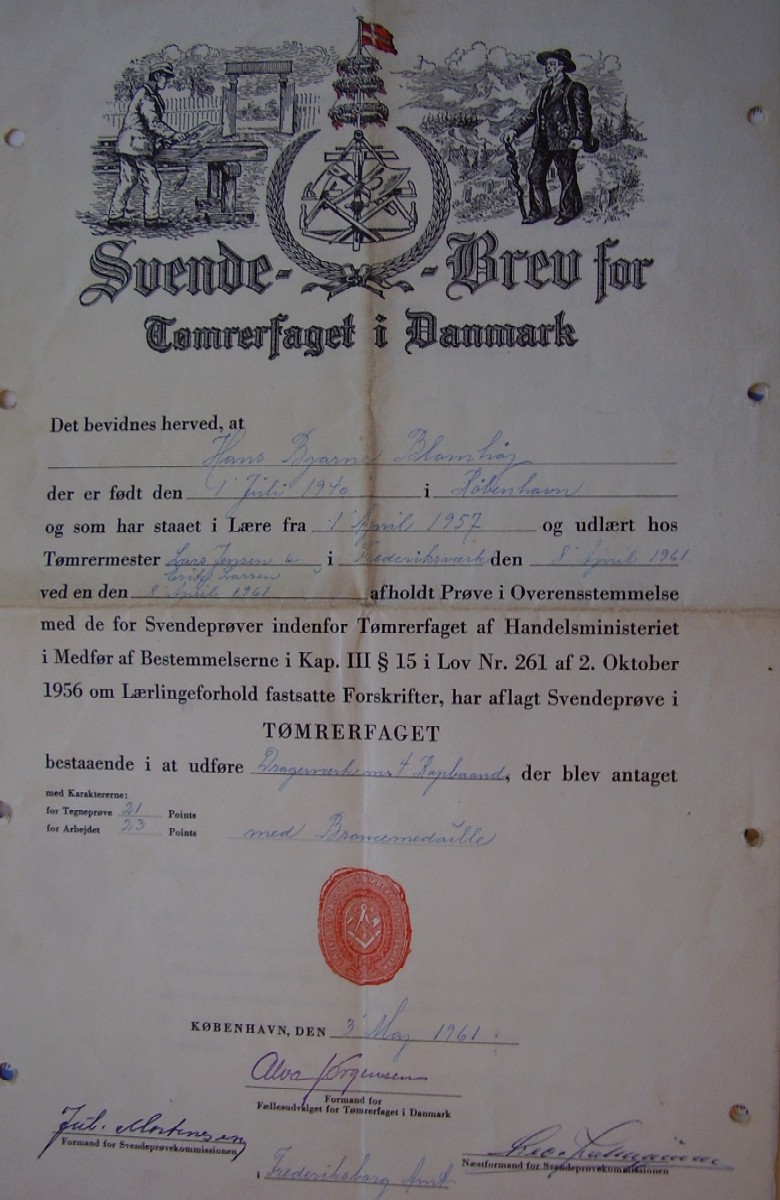 Svende-Brev for
Tømrerfaget i Danmark
Det bevidnes herved, at
Hans Bjarne Blomhøj
der er født den 1' Juli 1940 i København
og som har staaet i Lære fra 1' April 1957 og udlært hos
Tømrermester Lars Jensen & i Frederiksværk den 8' April 1961
Larsen
ved en den 8' April 1961 afholdt Prøve i Overensstemmelse
med de for Svendeprøver indenfor Tømrerfaget af Handelsministeriet
i Medfør af Bestemmelserne i Kap. III § 15 i Lov Nr. 261 af 2. Oktober
1956 om Lærlingeforhold fastsatte Forskrifter, har aflagt Svendeprøve i
TØMRERFAGET
bestaaende i at udføre 4 Kopbaand, der blev antaget
med Karaktererne:
for Tegneprøve 21 Points
for Arbejdet 23 Points med Broncemedaille
KØBENHAVN, DEN 3' Maj 1961.
Alva Jørgensen
Formand for
Fællesudvalget for Tømrerfaget i Danmark
Jul. Mortensen
Formand for Svendeprøvekommissionen
Næstformand for Svendeprøvekommissionen
i Frederiksborg Amt